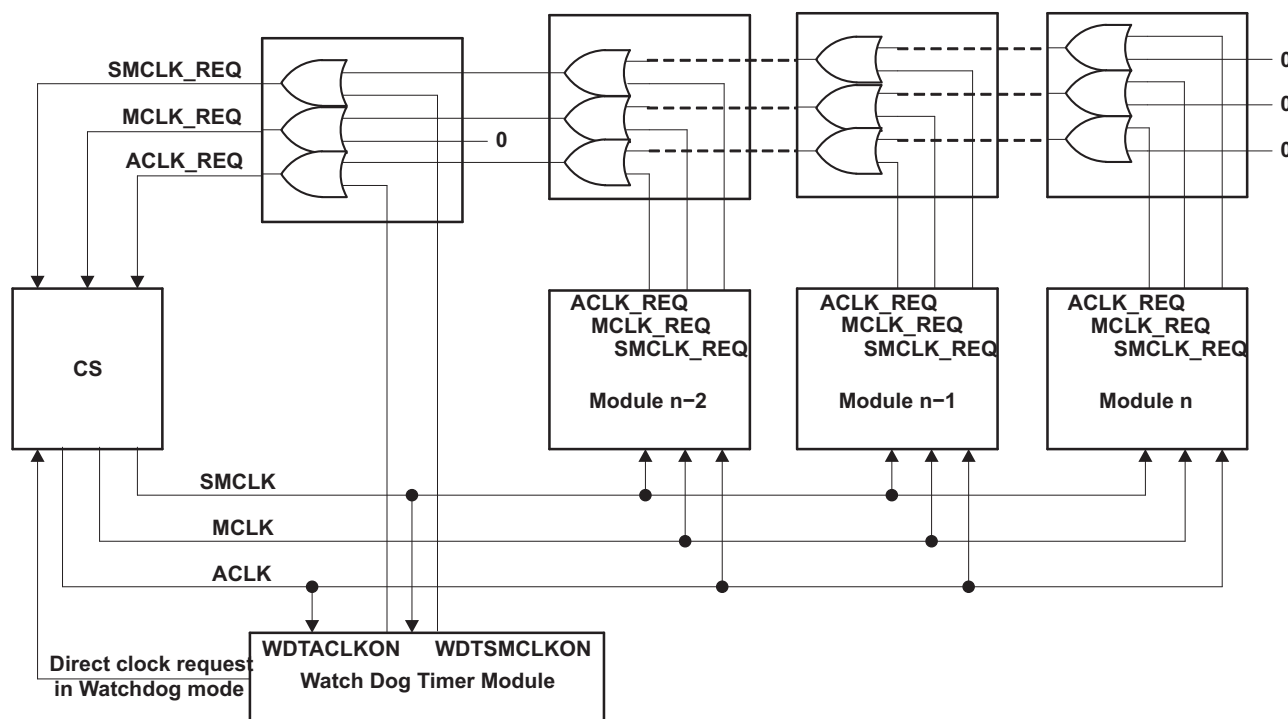 SMCLK_REQ
MCLK_REQ
ACLK_REQ
0
0
0
0
CS
ACLK_REQ
MCLK_REQ
SMCLK_REQ
Module n−2
ACLK_REQ
MCLK_REQ
SMCLK_REQ
Module n−1
ACLK_REQ
MCLK_REQ
SMCLK_REQ
Module n
SMCLK
MCLK
ACLK
WDTACLKON WDTSMCLKON
Watch Dog Timer Module
Direct clock request
in Watchdog mode